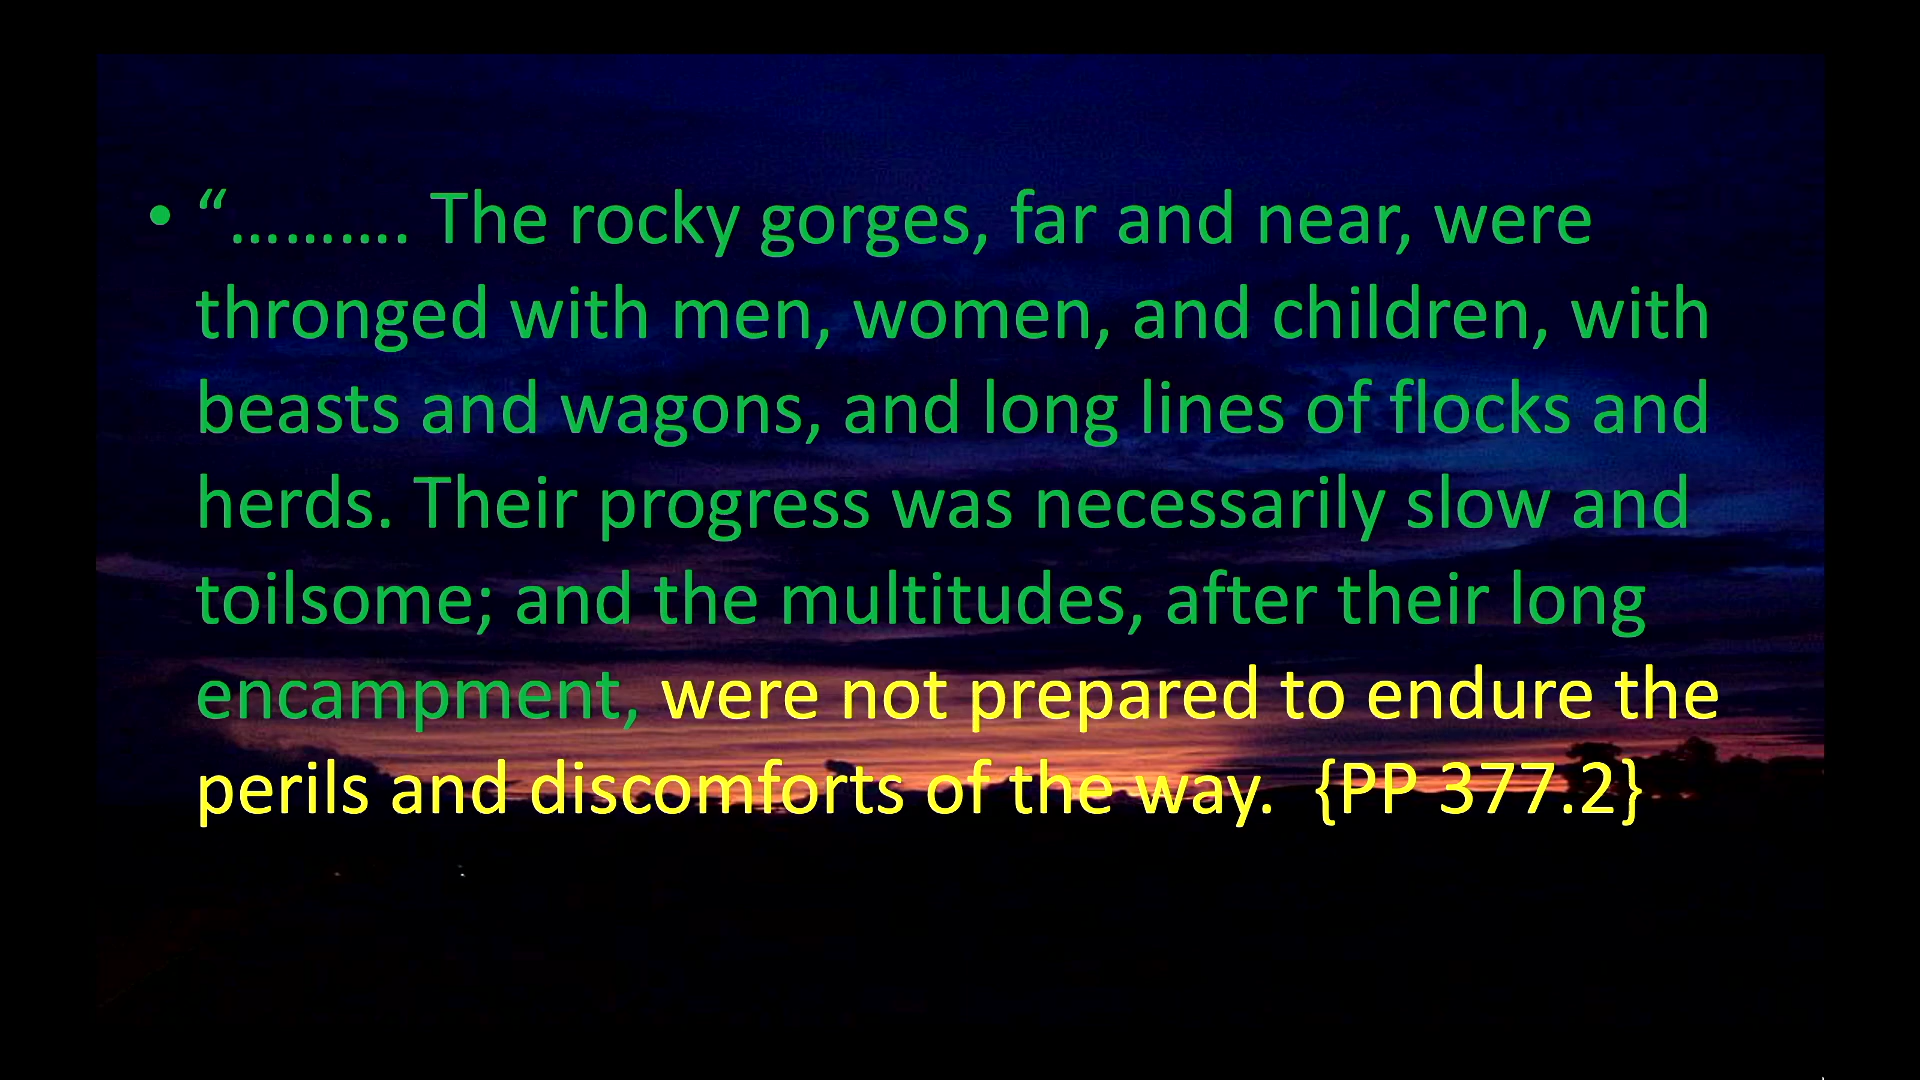 • “………. The rocky gorges, far and near, were
thronged with men, women, and children, with
beasts and wagons, and long lines of flocks and
herds. Their progress was necessarily slow and
toilsome; and the multitudes, after their long
encampment, were not prepared to endure the
perils and discomforts of the way.  {PP 377.2}